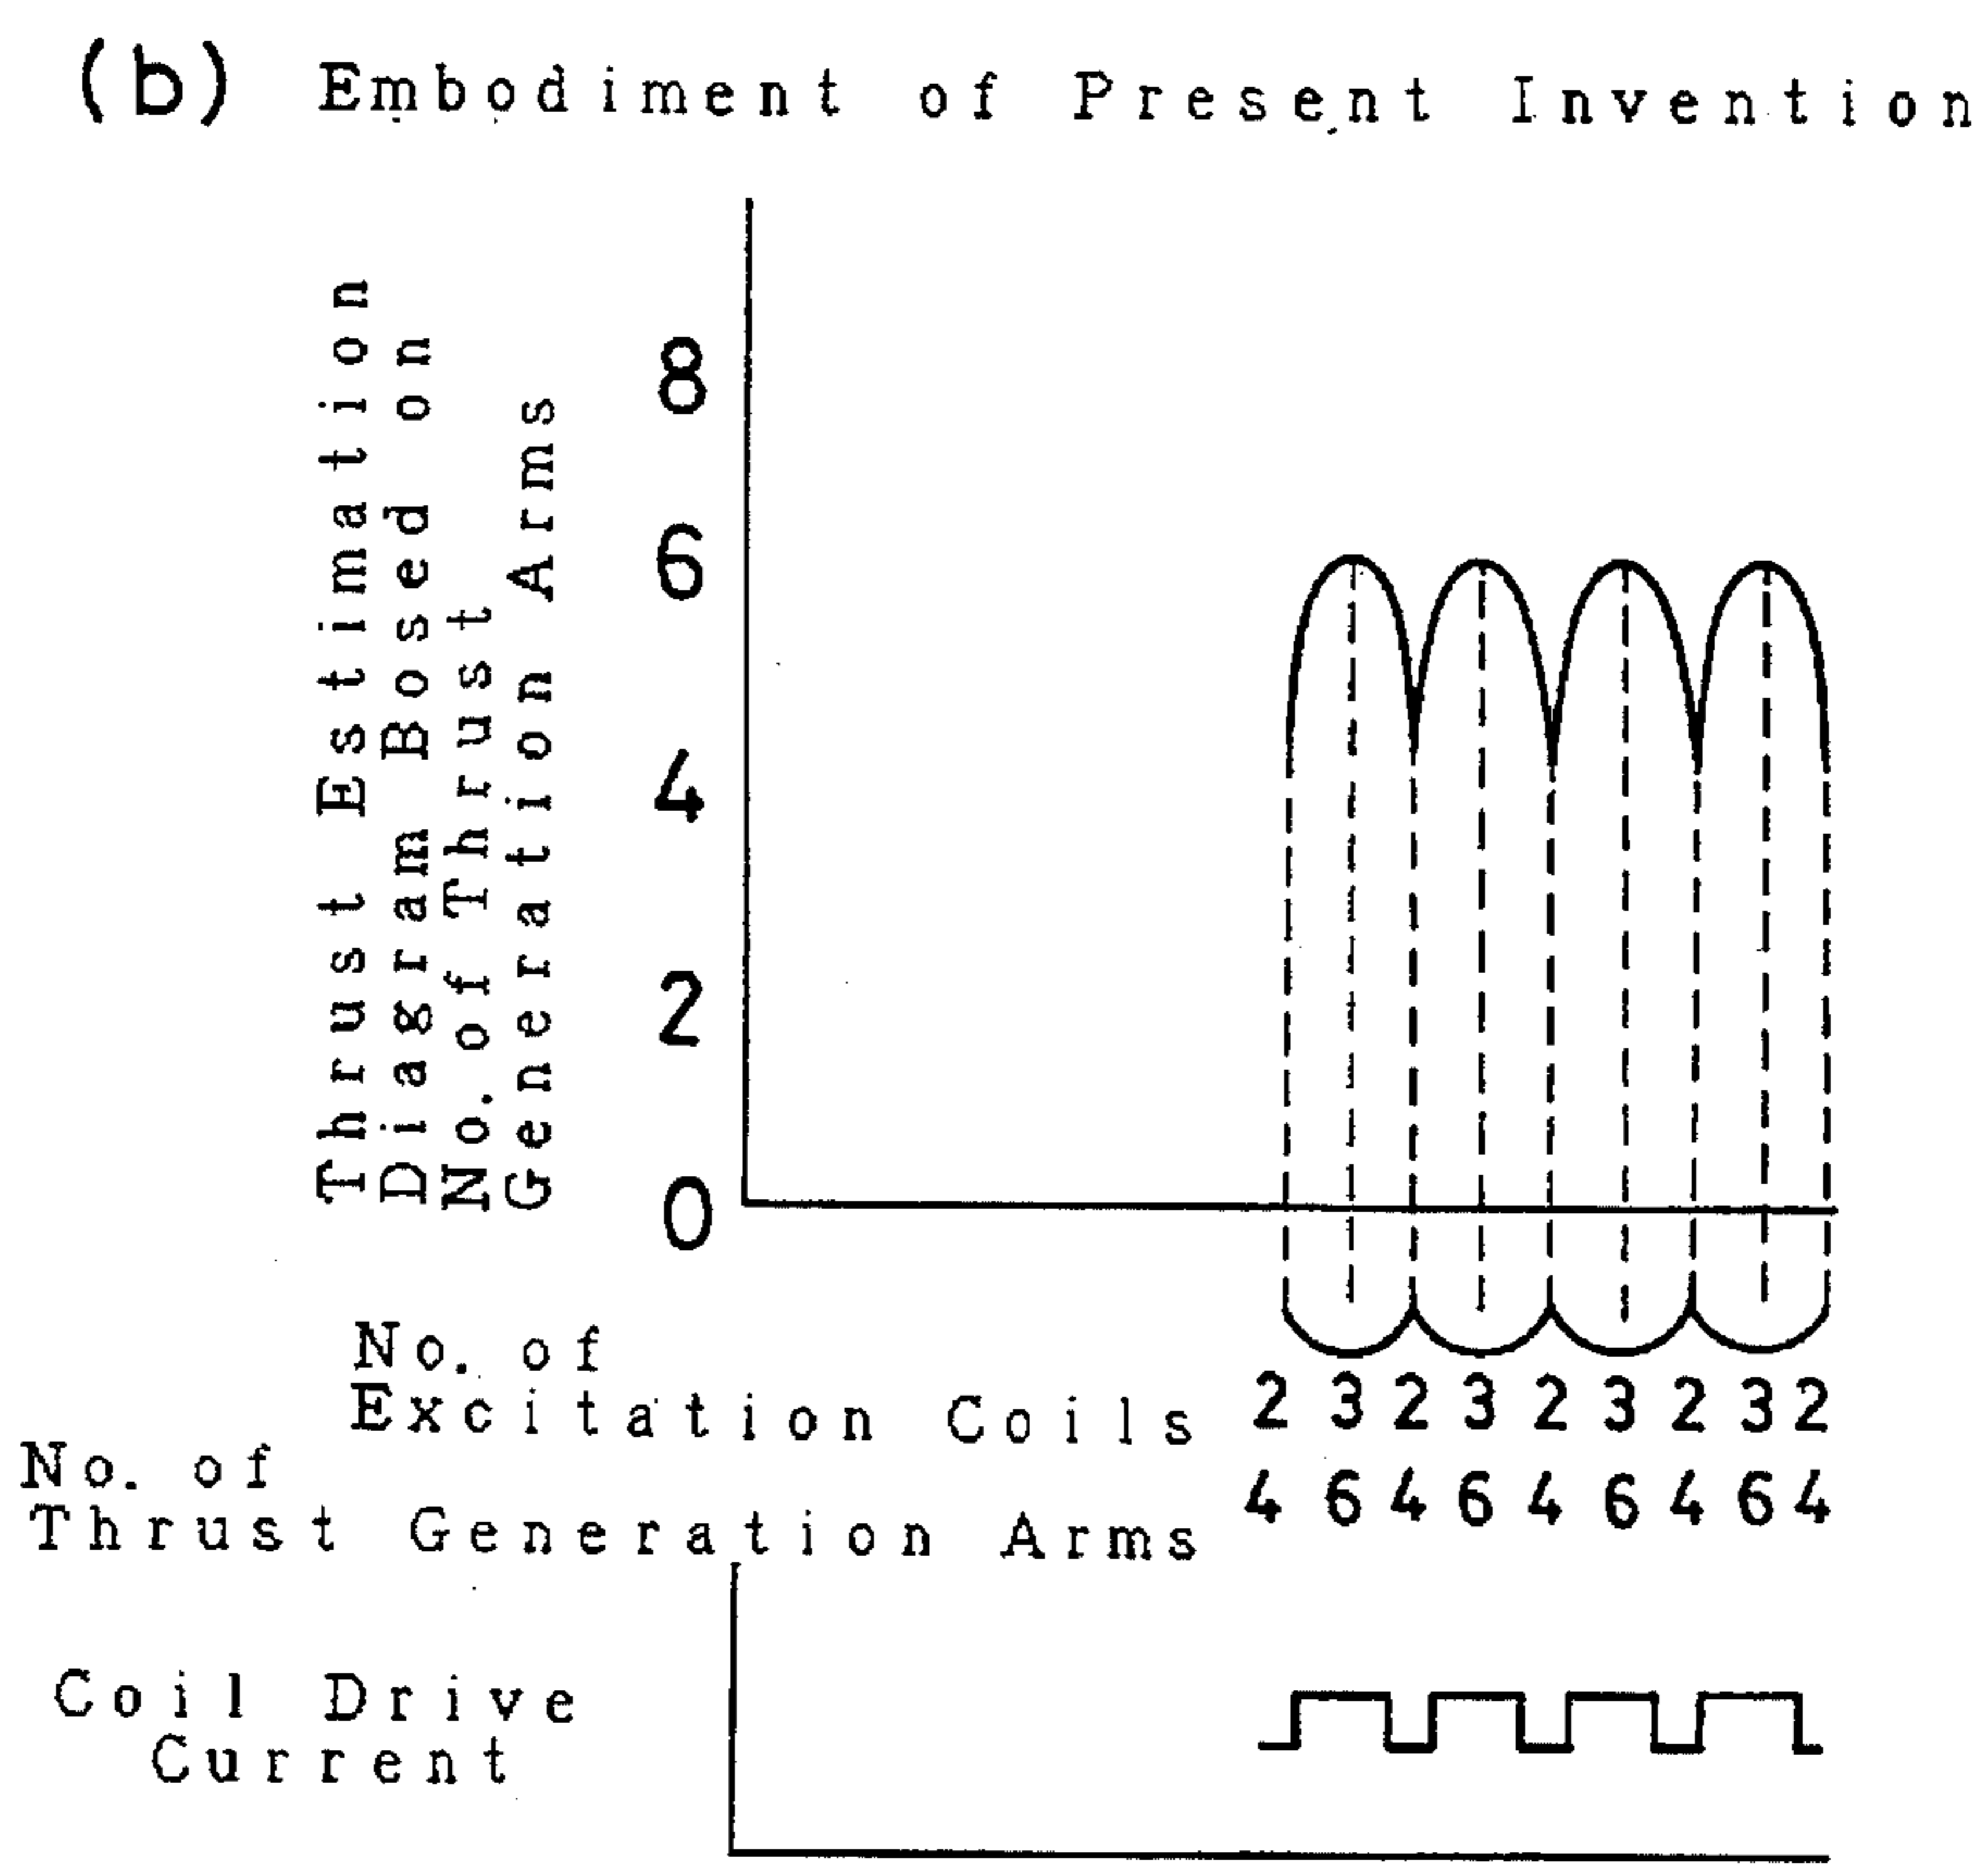 (b) Embodiment of Present Invention
Thrust Estimation
Diagram Bosed on
No. of Thrust
Generation Arms
8
6
4
2
0
No. of
Excitation Coils 2 3 2 3 2 3 2 3 2
No. of
Thrust Generation Arms 4 6 4 6 4 6 4 6 4
Coil Drive
Current